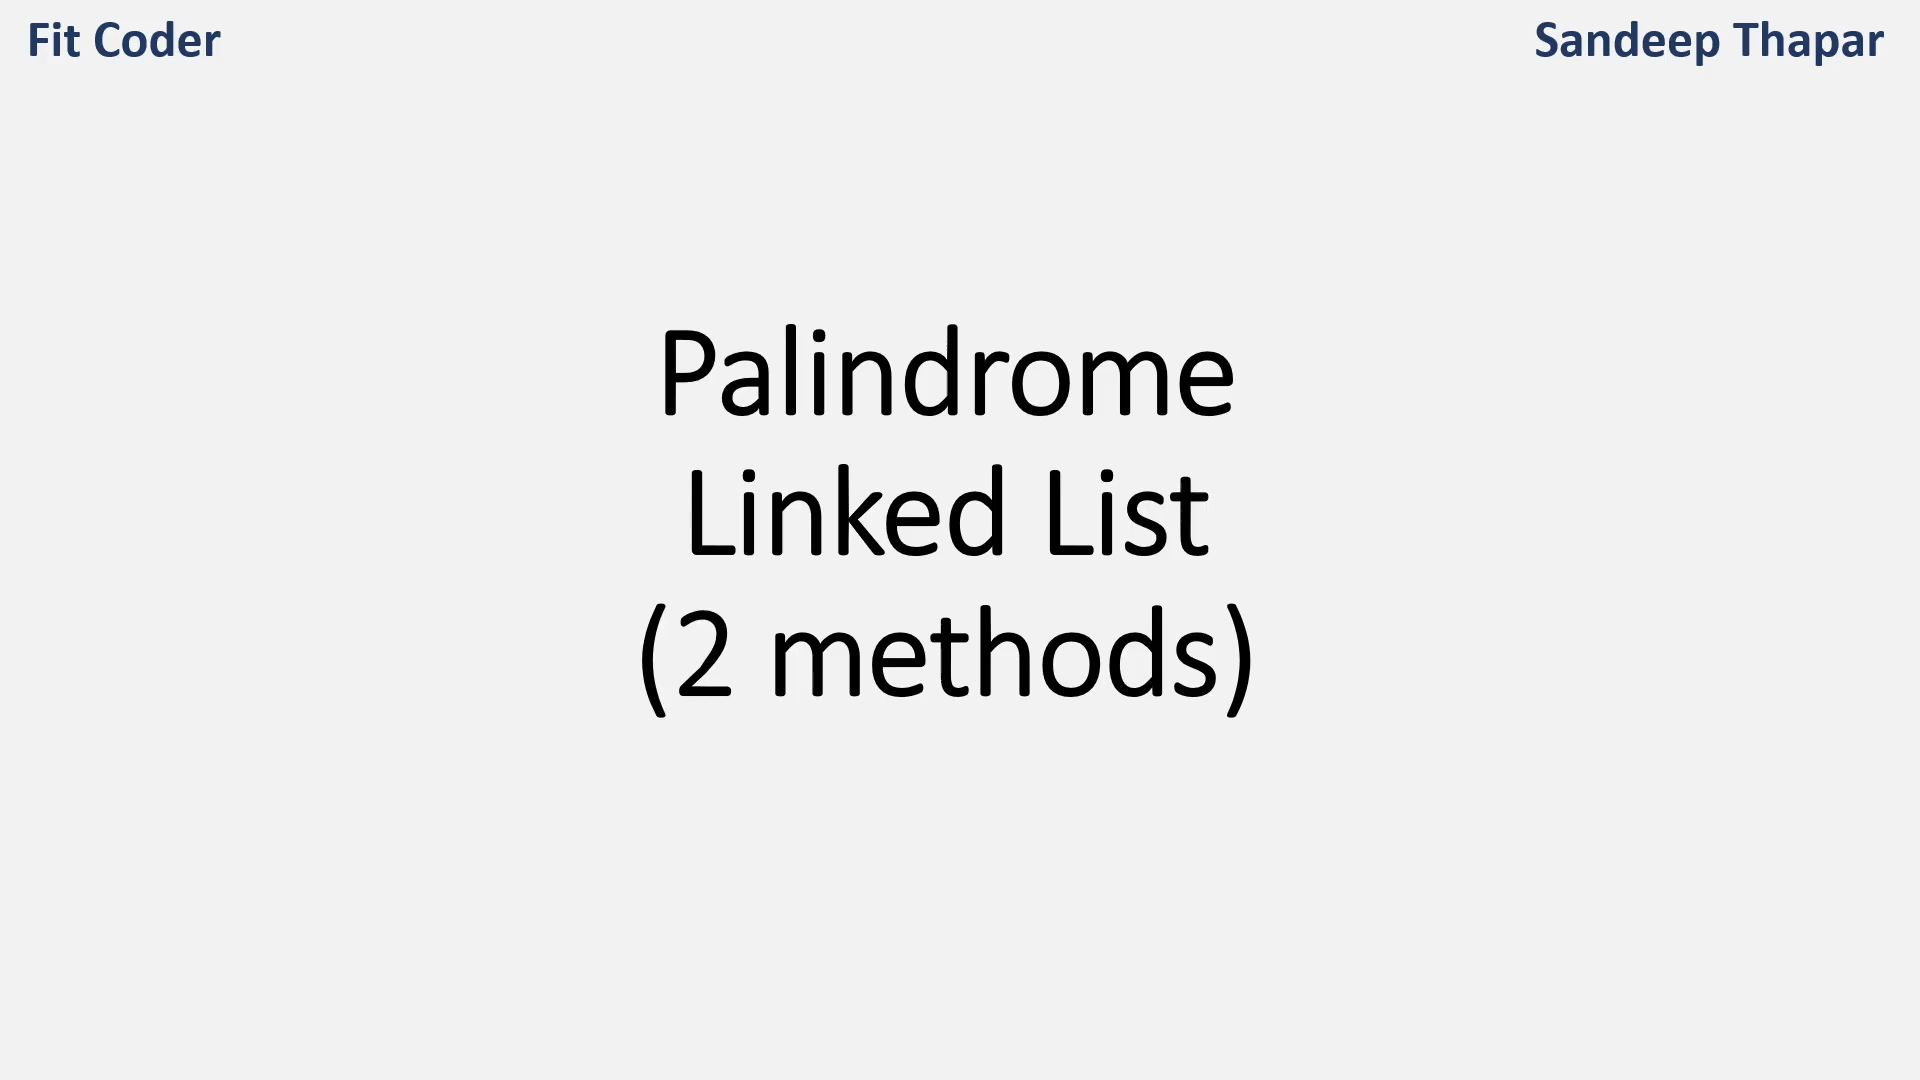 Fit Coder
Sandeep Thapar
Palindrome
Linked List
(2 methods)